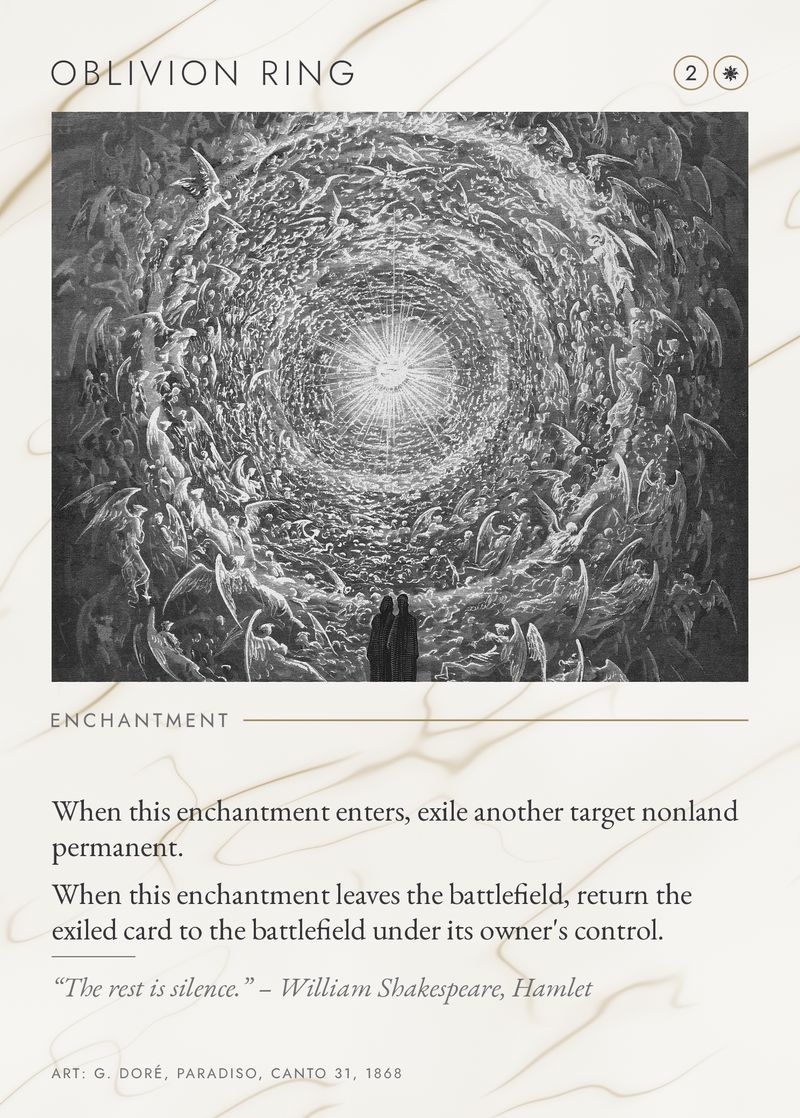 OBLIVION RING
2
ENCHANTMENT
When this enchantment enters, exile another target nonland
permanent.
When this enchantment leaves the battlefield, return the
exiled card to the battlefield under its owner's control.
“The rest is silence.” – William Shakespeare, Hamlet
ART: G. DORÉ, PARADISO, CANTO 31, 1868